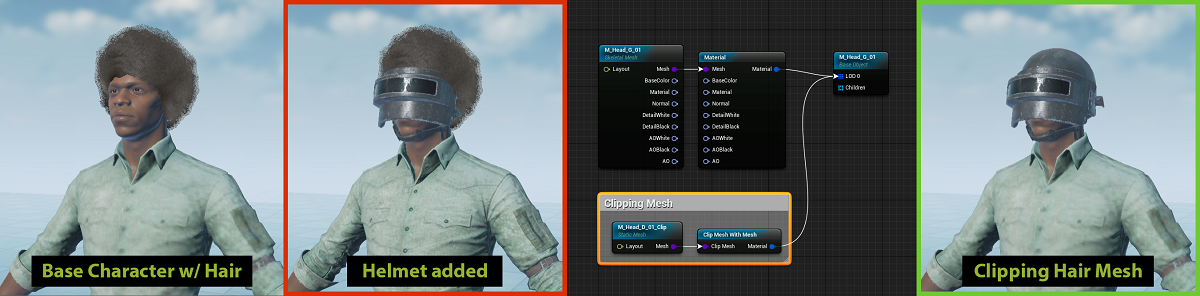 Base Character w/ Hair
Helmet added
M_Head_G_01
Skeletal Mesh
Layout
Mesh
BaseColor
Material
Normal
DetailWhite
DetailBlack
AOWhite
AOBlack
AO
Material
Mesh
Material
BaseColor
Material
Normal
DetailWhite
DetailBlack
AOWhite
AOBlack
AO
M_Head_G_01
Base Object
LOD 0
Children
Clipping Mesh
M_Head_D_01_Clip
Static Mesh
Layout
Mesh
Clip Mesh With Mesh
Clip Mesh
Material
Clipping Hair Mesh